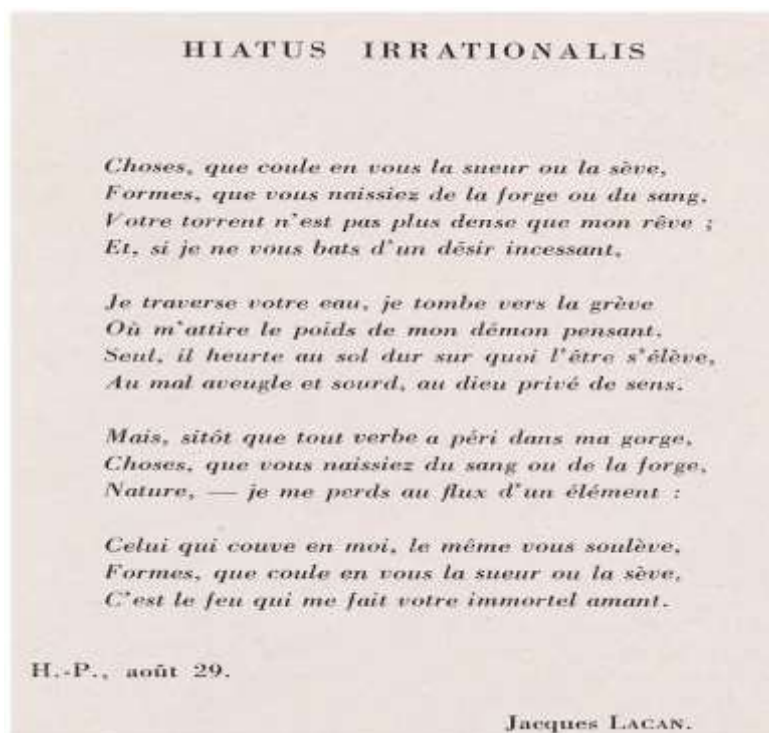 HIATUS IRRATIONALIS
Choses, que coule en vous la sueur ou la sève,
Formes, que vous naissiez de la forge ou du sang,
Votre torrent n'est pas plus dense que mon rêve ;
Et, si je ne vous bats d'un désir incessant,
Je traverse votre eau, je tombe vers la grève
Où m'attire le poids de mon démon pensant.
Seul, il heurte au sol dur sur quoi l'être s'élève,
Au mal aveugle et sourd, au dieu privé de sens.
Mais, sitôt que tout verbe a péri dans ma gorge,
Choses, que vous naissiez du sang ou de la forge,
Nature, — je me perds au flux d'un élément :
Celui qui couve en moi, le même vous soulève,
Formes, que coule en vous la sueur ou la sève,
C'est le feu qui me fait votre immortel amant.
H.-P., août 29.
Jacques LACAN.